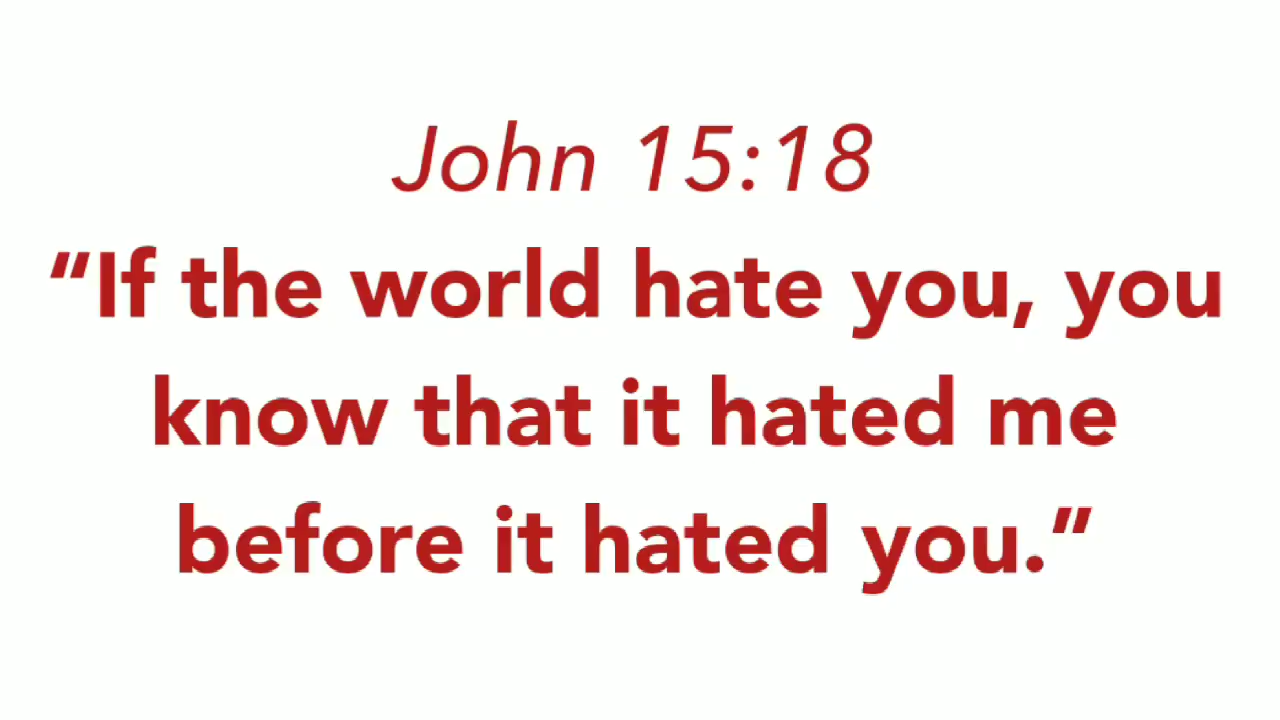 John 15:18
“If the world hate you, you
know that it hated me
before it hated you.”